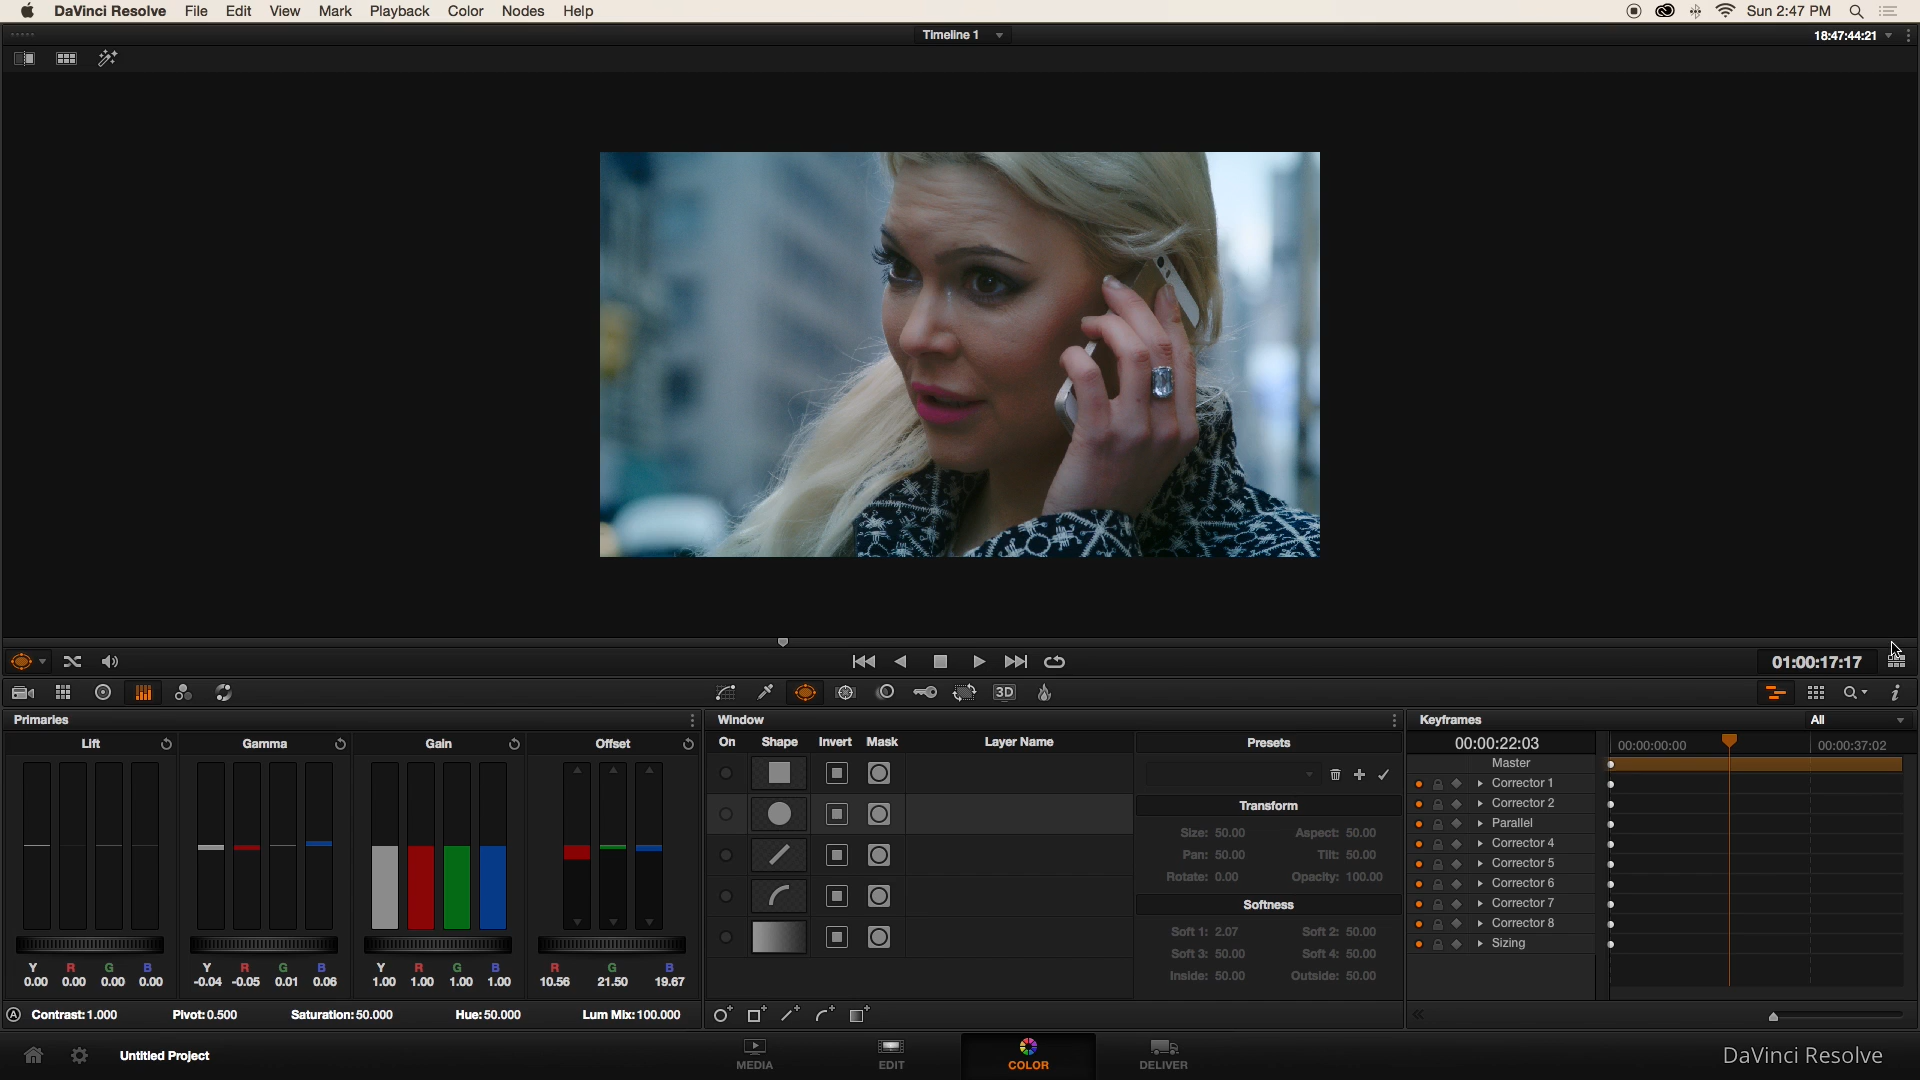 DaVinci Resolve File Edit View Mark Playback Color Nodes Help Sun 2:47 PM
Timeline 1 18:47:44:21
01:00:17:17
3D
Primaries Window Keyframes All
Lift Gamma Gain Offset On Shape Invert Mask Layer Name Presets 00:00:22:03 00:00:00:00 00:00:37:02
Master
Corrector 1
Corrector 2
Transform
Parallel
Size: 50.00 Aspect: 50.00
Corrector 4
Pan: 50.00 Tilt: 50.00
Corrector 5
Rotate: 0.00 Opacity: 100.00
Corrector 6
Softness
Corrector 7
Corrector 8
Soft 1: 2.07 Soft 2: 50.00
Sizing
Soft 3: 50.00 Soft 4: 50.00
Inside: 50.00 Outside: 50.00
Y R G B Y R G B Y R G B R G B
0.00 0.00 0.00 0.00 -0.04 -0.05 0.01 0.06 1.00 1.00 1.00 1.00 10.56 21.50 19.67
A Contrast: 1.000 Pivot: 0.500 Saturation: 50.000 Hue: 50.000 Lum Mix: 100.000
Untitled Project MEDIA EDIT COLOR DELIVER DaVinci Resolve